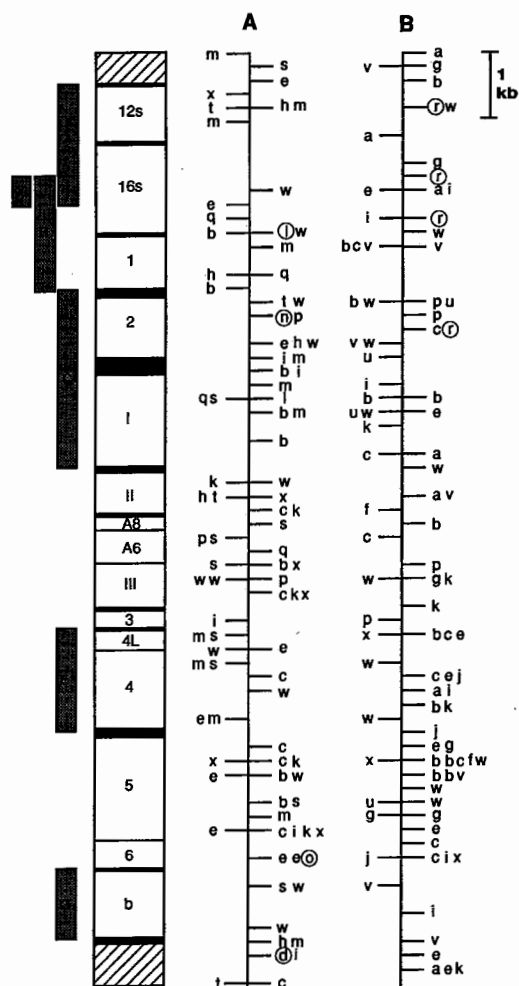 12s
16s
1
2
I
II
A8
A6
III
3
4L
4
5
6
b
A
m
s
e
x
t h m
m
w
e
q
b l w
m
h q
b
t w
n p
e h w
i m
b i
m
q s l
b m
b
k w
h t x
c k
s
p s
q
s b x
w w p
c k x
i
m s
w e
m s
c
w
e m
c
x c k
e b w
b s
m
e c i k x
e e o
s w
w
h m
d i
t c
B
a
v g
b
r w
a
g
r
e a i
i r
w
b c v v
b w p u
p
c r
v w
u
i
b b
u w e
k
c a
w
a v
f
b
c
p
w g k
k
p
x b c e
w
c e j
a i
b k
w
j
e g
x b b c f w
b b v
w
u w
g g
e
c
j c i x
v
i
v
e
a e k
1
kb